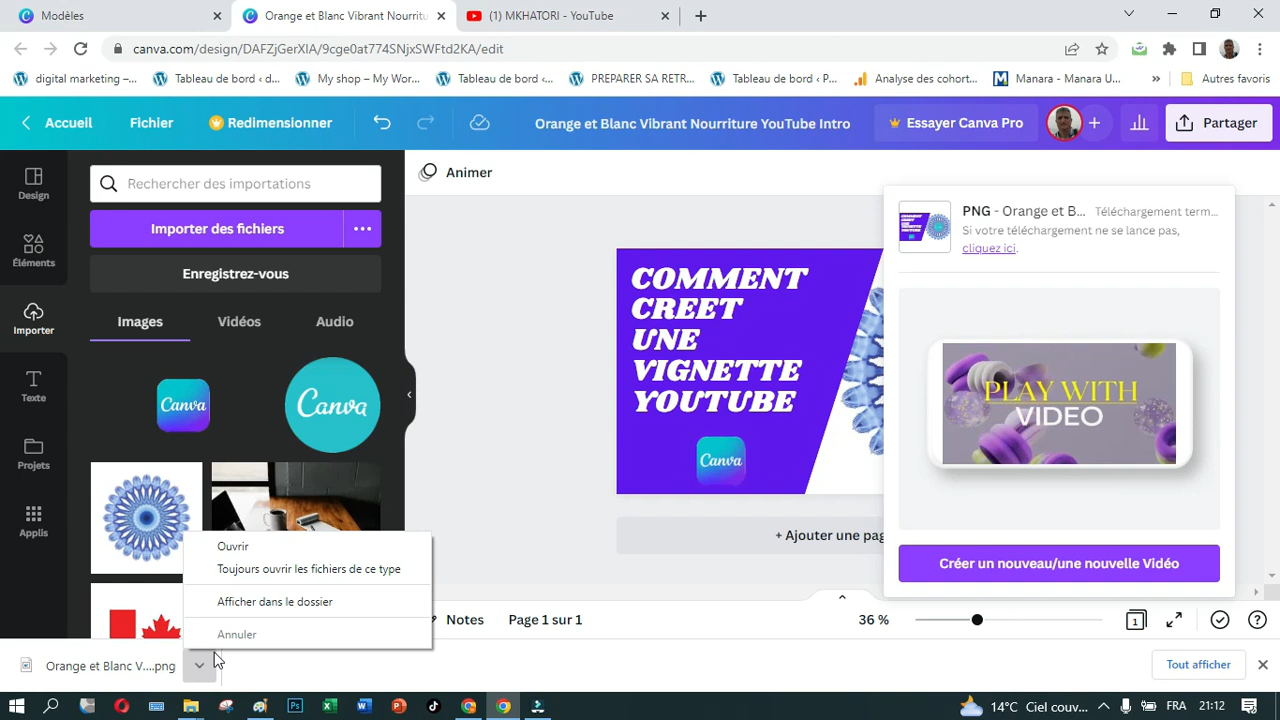 Modèles
Orange et Blanc Vibrant Nourritu
(1) MKHATORI - YouTube
canva.com/design/DAFZjGerXIA/9cge0at774SNjxSWFtd2KA/edit
digital marketing –...
Tableau de bord ‹ d...
My shop – My Wor...
Tableau de bord ‹...
PREPARER SA RETR...
Tableau de bord ‹ P...
Analyse des cohort...
Manara - Manara U...
»
Autres favoris
Accueil
Fichier
Redimensionner
Orange et Blanc Vibrant Nourriture YouTube Intro
Essayer Canva Pro
+
Partager
Design
Éléments
Importer
Texte
Projets
Applis
Rechercher des importations
Importer des fichiers
...
Enregistrez-vous
Images
Vidéos
Audio
Canva
Canva
Animer
COMMENT
CREET
UNE
VIGNETTE
YOUTUBE
Canva
+ Ajouter une pag
PNG - Orange et B...
Téléchargement term...
Si votre téléchargement ne se lance pas,
cliquez ici.
PLAY WITH
VIDEO
Créer un nouveau/une nouvelle Vidéo
Ouvrir
Toujours ouvrir les fichiers de ce type
Afficher dans le dossier
Annuler
Notes
Page 1 sur 1
36 %
1
Orange et Blanc V....png
Tout afficher
14°C Ciel couv...
FRA
21:12